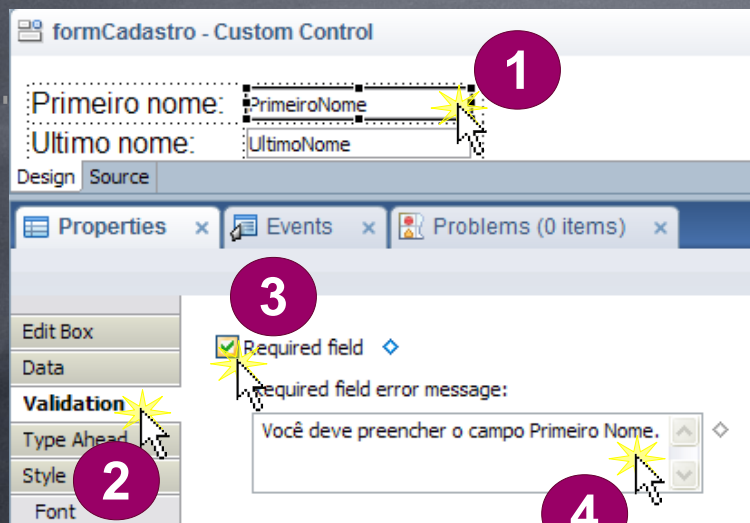 formCadastro - Custom Control
1
Primeiro nome: PrimeiroNome
Ultimo nome: UltimoNome
Design Source
Properties Events Problems (0 items)
3
Edit Box
Required field
Data
Required field error message:
Validation
Você deve preencher o campo Primeiro Nome.
Type Ahead
Style
2
4
Font